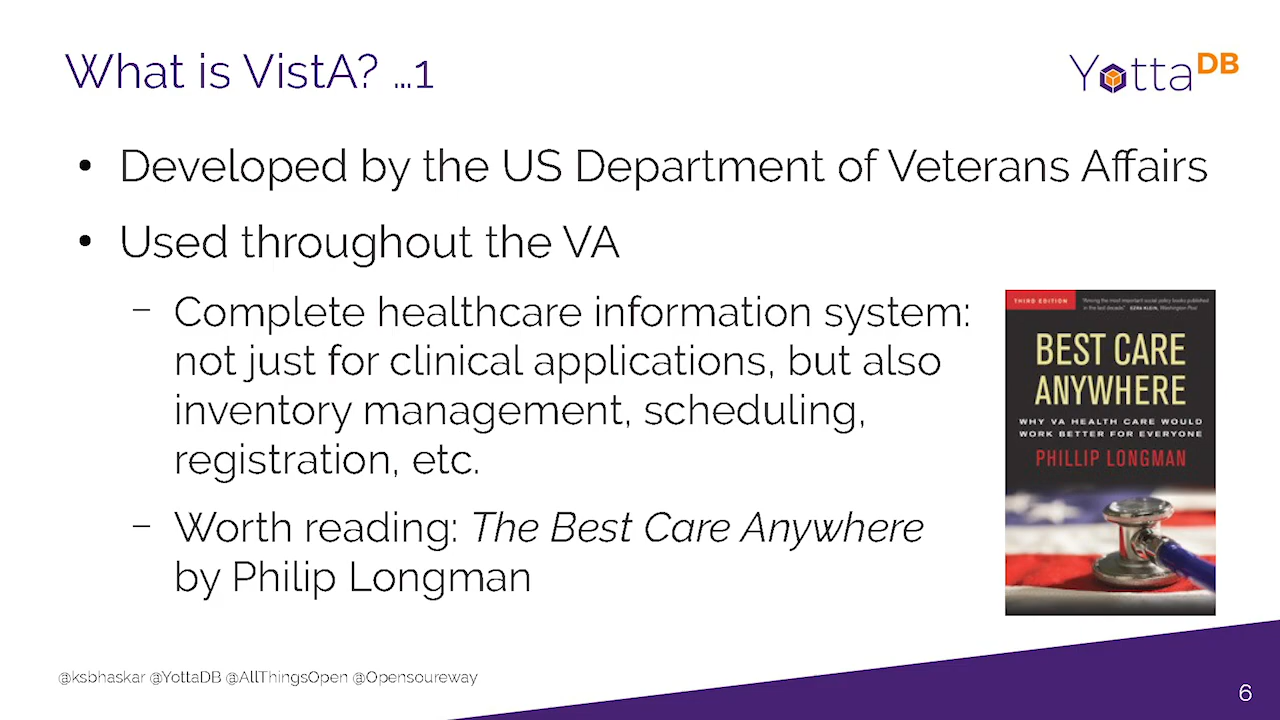 What is VistA? ...1
YottaDB
• Developed by the US Department of Veterans Affairs
• Used throughout the VA
– Complete healthcare information system:
not just for clinical applications, but also
inventory management, scheduling,
registration, etc.
– Worth reading: The Best Care Anywhere
by Philip Longman
THIRD EDITION
"Among the most important social policy books published
in the last decade." EZRA KLEIN, Washington Post
BEST CARE
ANYWHERE
WHY VA HEALTH CARE WOULD
WORK BETTER FOR EVERYONE
PHILLIP LONGMAN
@ksbhaskar @YottaDB @AllThingsOpen @Opensoureway
6